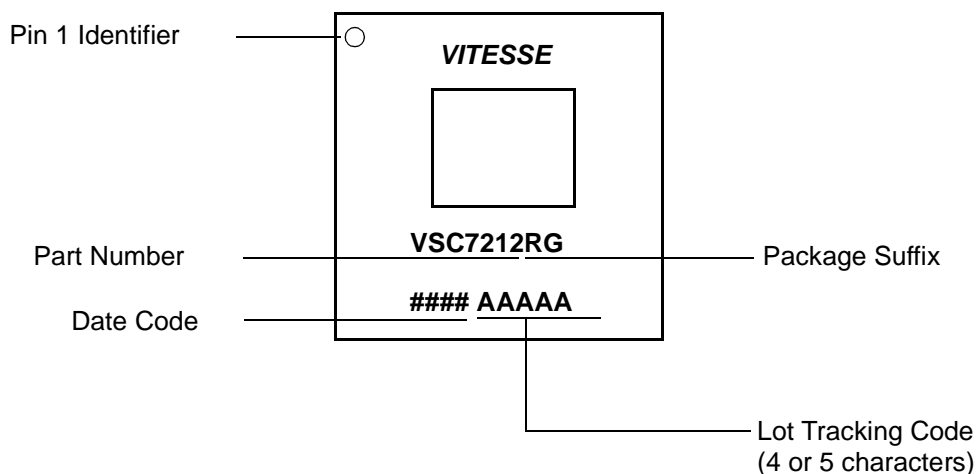 Pin 1 Identifier
VITESSE
VSC7212RG
Part Number
Package Suffix
#### AAAAA
Date Code
Lot Tracking Code
(4 or 5 characters)